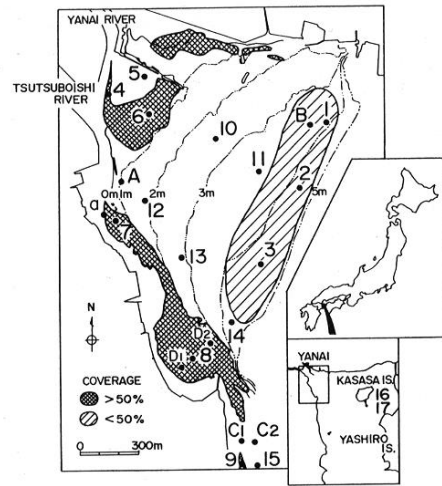 YANAI RIVER
TSUTSUBOISHI
RIVER
5
4
6
10
B 1
11
2
A
0m 1m 2m 3m 5m
a
7
12
13
3
N
D2
14
D1 8
COVERAGE
>50%
<50%
0 300m
C1 C2
9 15
YANAI
KASASA IS.
16
17
YASHIRO
IS.